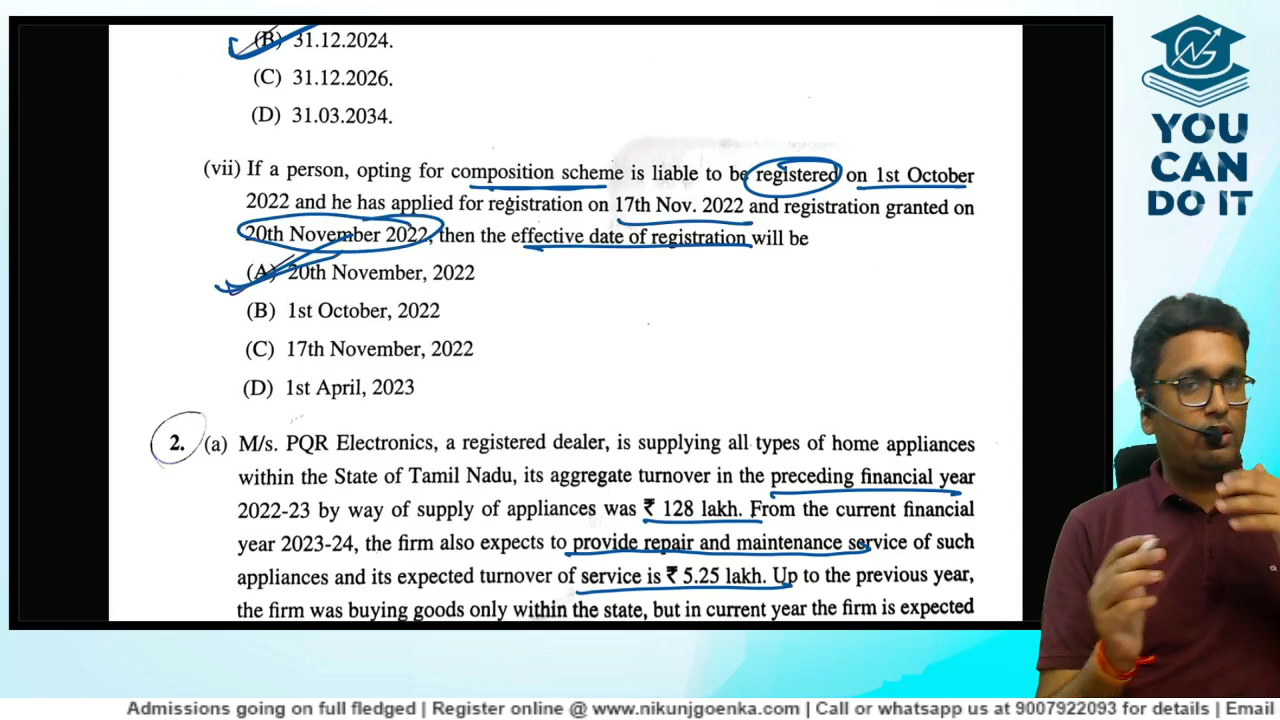 (B) 31.12.2024.
(C) 31.12.2026.
(D) 31.03.2034.
(vii) If a person, opting for composition scheme is liable to be registered on 1st October
2022 and he has applied for registration on 17th Nov. 2022 and registration granted on
20th November 2022, then the effective date of registration will be
(A) 20th November, 2022
(B) 1st October, 2022
(C) 17th November, 2022
(D) 1st April, 2023
2. (a) M/s. PQR Electronics, a registered dealer, is supplying all types of home appliances
within the State of Tamil Nadu, its aggregate turnover in the preceding financial year
2022-23 by way of supply of appliances was ₹ 128 lakh. From the current financial
year 2023-24, the firm also expects to provide repair and maintenance service of such
appliances and its expected turnover of service is ₹ 5.25 lakh. Up to the previous year,
the firm was buying goods only within the state, but in current year the firm is expected
NG
YOU
CAN
DO IT
Admissions going on full fledged | Register online @ www.nikunjgoenka.com | Call or whatsapp us at 9007922093 for details | Email